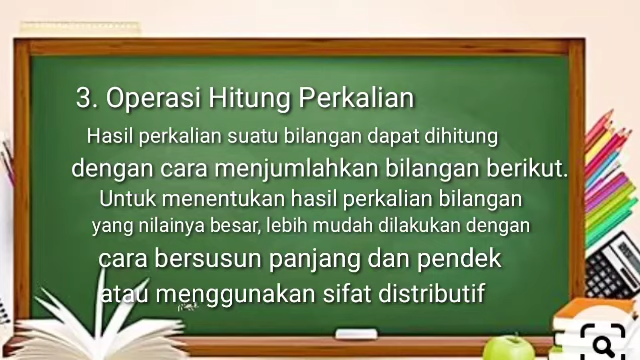 3. Operasi Hitung Perkalian
Hasil perkalian suatu bilangan dapat dihitung
dengan cara menjumlahkan bilangan berikut.
Untuk menentukan hasil perkalian bilangan
yang nilainya besar, lebih mudah dilakukan dengan
cara bersusun panjang dan pendek
atau menggunakan sifat distributif